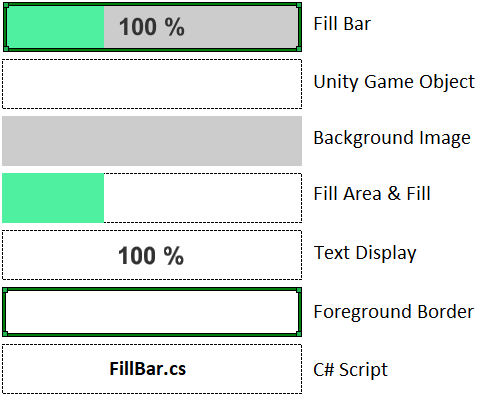 100 % Fill Bar
Unity Game Object
Background Image
Fill Area & Fill
100 % Text Display
Foreground Border
FillBar.cs C# Script